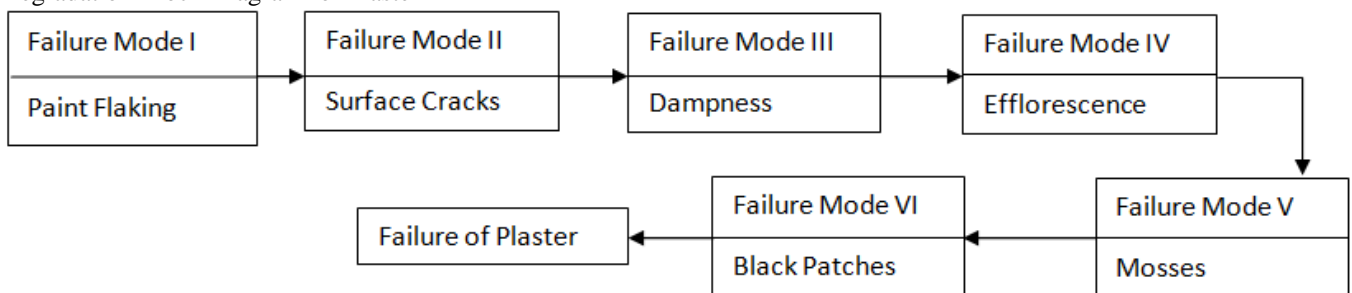 Failure Mode I
Paint Flaking
Failure Mode II
Surface Cracks
Failure Mode III
Dampness
Failure Mode IV
Efflorescence
Failure Mode V
Mosses
Failure Mode VI
Black Patches
Failure of Plaster